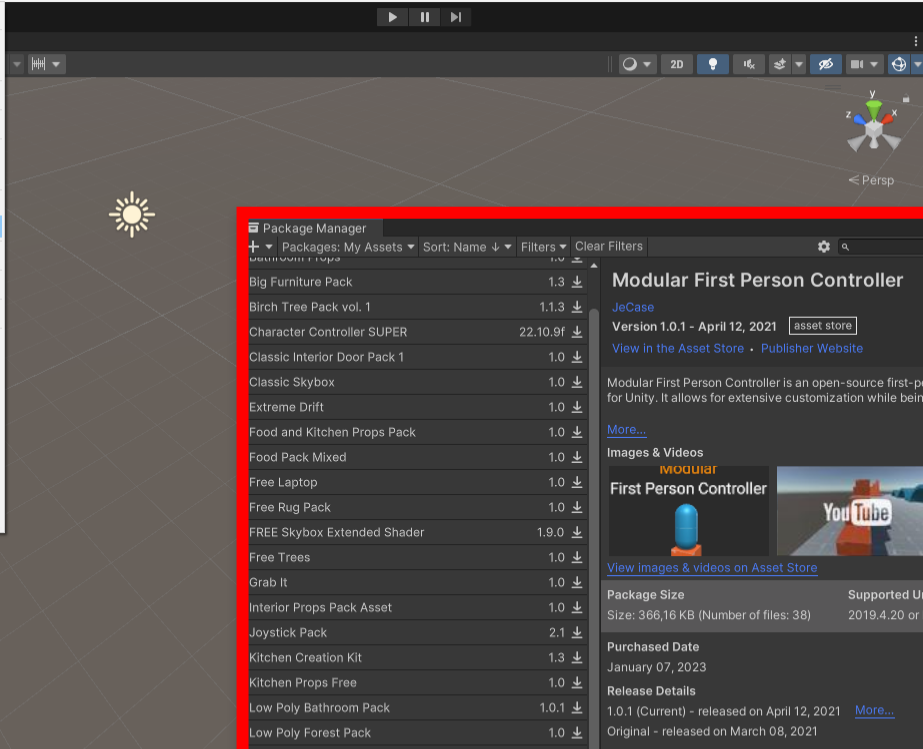 2D
y
z
x
Persp
Package Manager
Packages: My Assets
Sort: Name ↓
Filters
Clear Filters
Bathroom Props 1.0
Big Furniture Pack 1.3
Birch Tree Pack vol. 1 1.1.3
Character Controller SUPER 22.10.9f
Classic Interior Door Pack 1 1.0
Classic Skybox 1.0
Extreme Drift 1.0
Food and Kitchen Props Pack 1.0
Food Pack Mixed 1.0
Free Laptop 1.0
Free Rug Pack 1.0
FREE Skybox Extended Shader 1.9.0
Free Trees 1.0
Grab It 1.0
Interior Props Pack Asset 1.0
Joystick Pack 2.1
Kitchen Creation Kit 1.3
Kitchen Props Free 1.0
Low Poly Bathroom Pack 1.0.1
Low Poly Forest Pack 1.0
Modular First Person Controller
JeCase
Version 1.0.1 - April 12, 2021 asset store
View in the Asset Store • Publisher Website
Modular First Person Controller is an open-source first-pe
for Unity. It allows for extensive customization while bein
More...
Images & Videos
Modular
First Person Controller
YouTube
View images & videos on Asset Store
Package Size
Size: 366,16 KB (Number of files: 38)
Supported Un
2019.4.20 or
Purchased Date
January 07, 2023
Release Details
1.0.1 (Current) - released on April 12, 2021 More...
Original - released on March 08, 2021